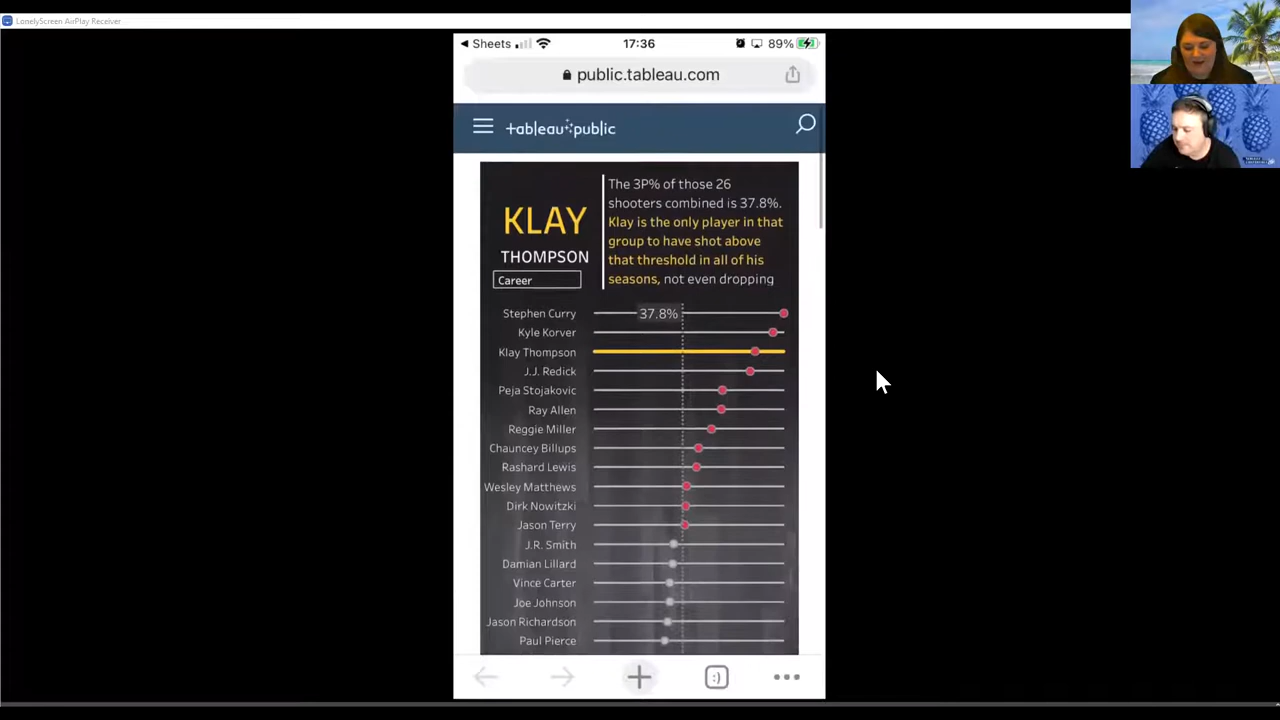 LonelyScreen AirPlay Receiver
Sheets
17:36
89%
public.tableau.com
+ableau public
KLAY
THOMPSON
Career
The 3P% of those 26
shooters combined is 37.8%.
Klay is the only player in that
group to have shot above
that threshold in all of his
seasons, not even dropping
Stephen Curry
37.8%
Kyle Korver
Klay Thompson
J.J. Redick
Peja Stojakovic
Ray Allen
Reggie Miller
Chauncey Billups
Rashard Lewis
Wesley Matthews
Dirk Nowitzki
Jason Terry
J.R. Smith
Damian Lillard
Vince Carter
Joe Johnson
Jason Richardson
Paul Pierce
:)